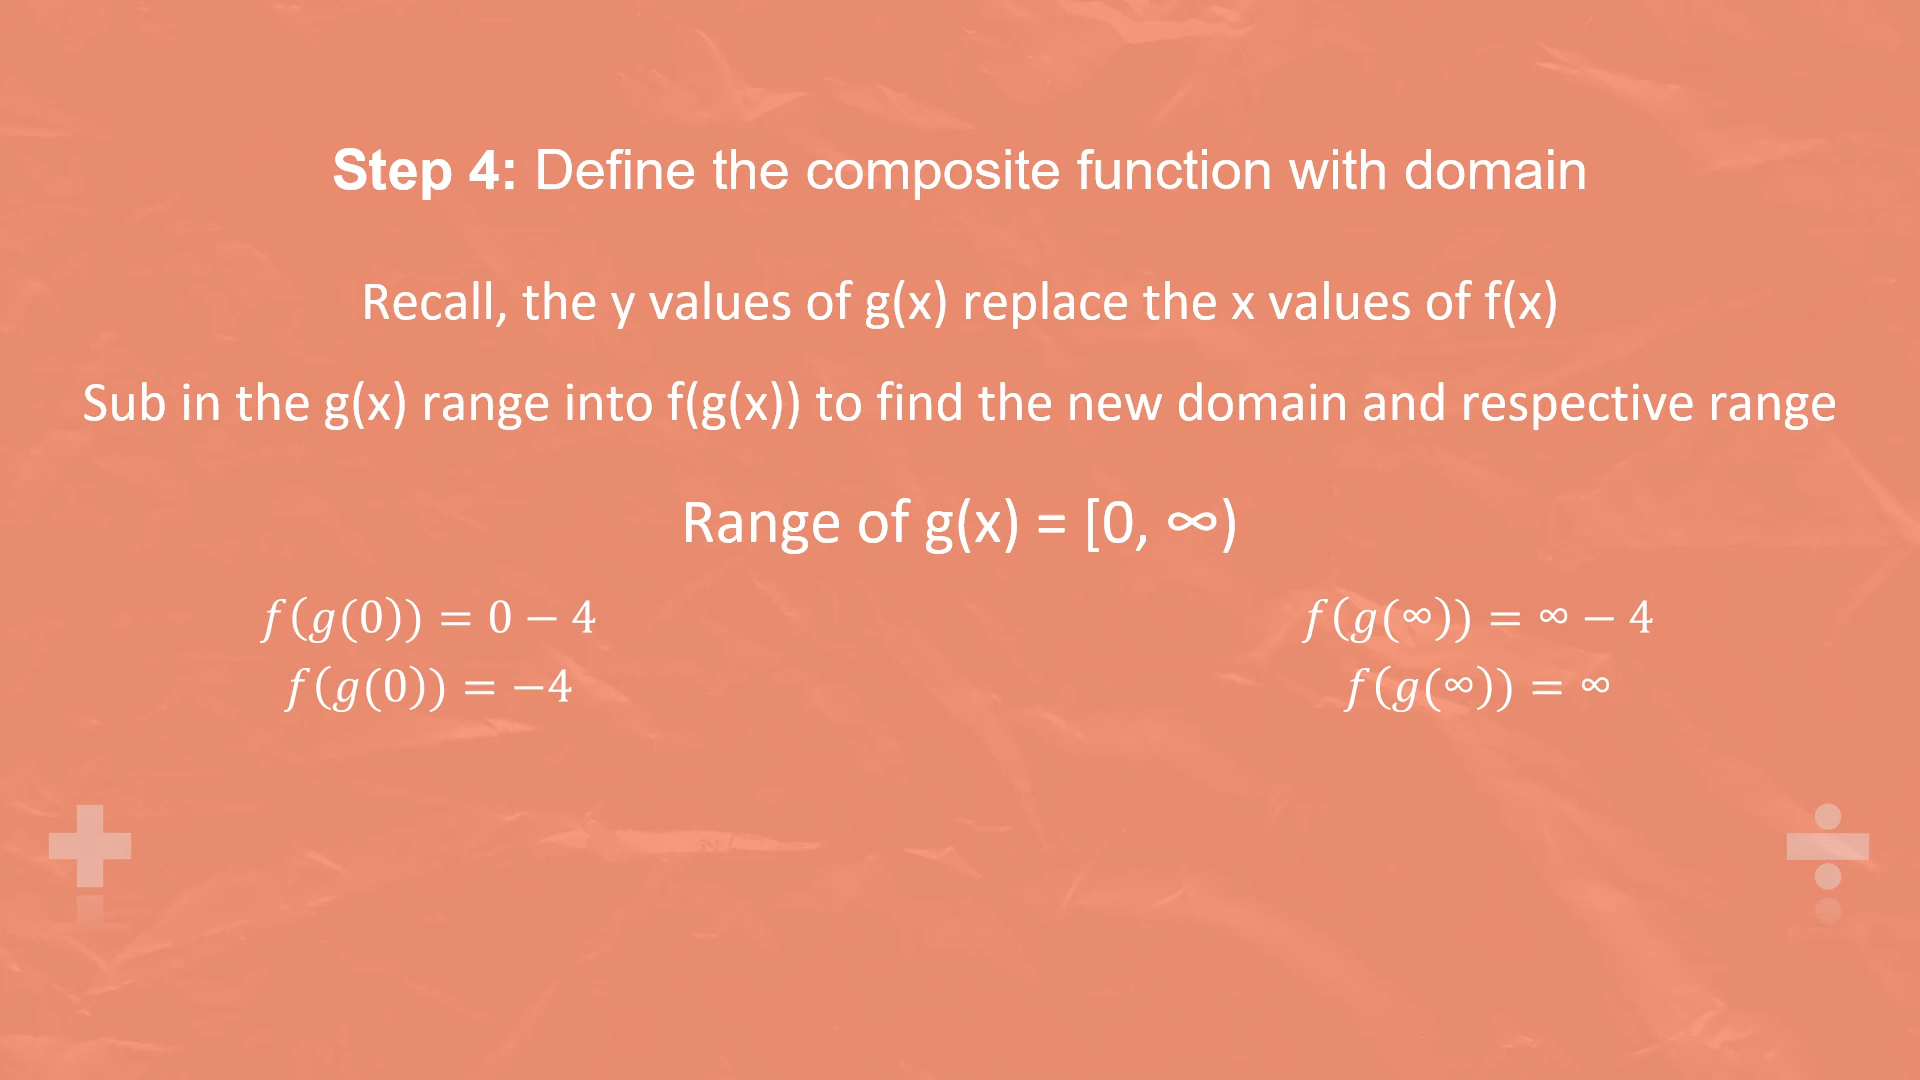 Step 4: Define the composite function with domain
Recall, the y values of g(x) replace the x values of f(x)
Sub in the g(x) range into f(g(x)) to find the new domain and respective range
Range of g(x) = [0, ∞)
f(g(0)) = 0 − 4
f(g(0)) = −4
f(g(∞)) = ∞ − 4
f(g(∞)) = ∞